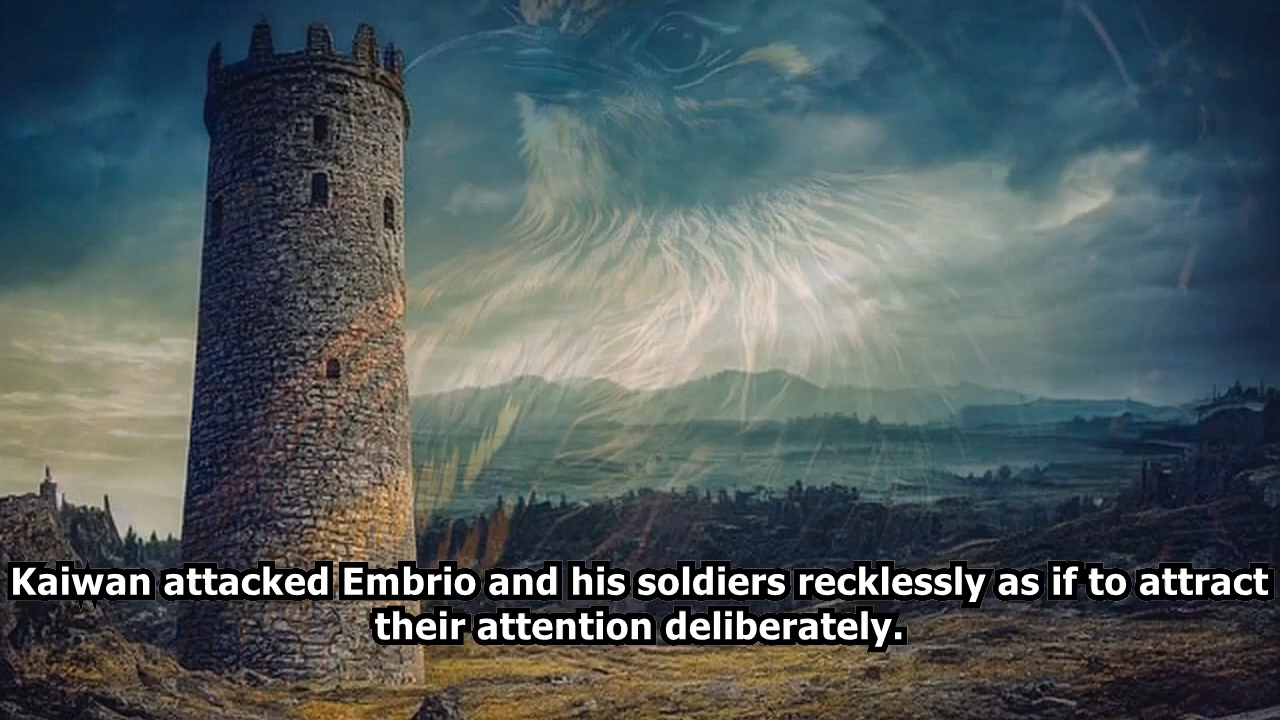 Kaiwan attacked Embrio and his soldiers recklessly as if to attract
their attention deliberately.